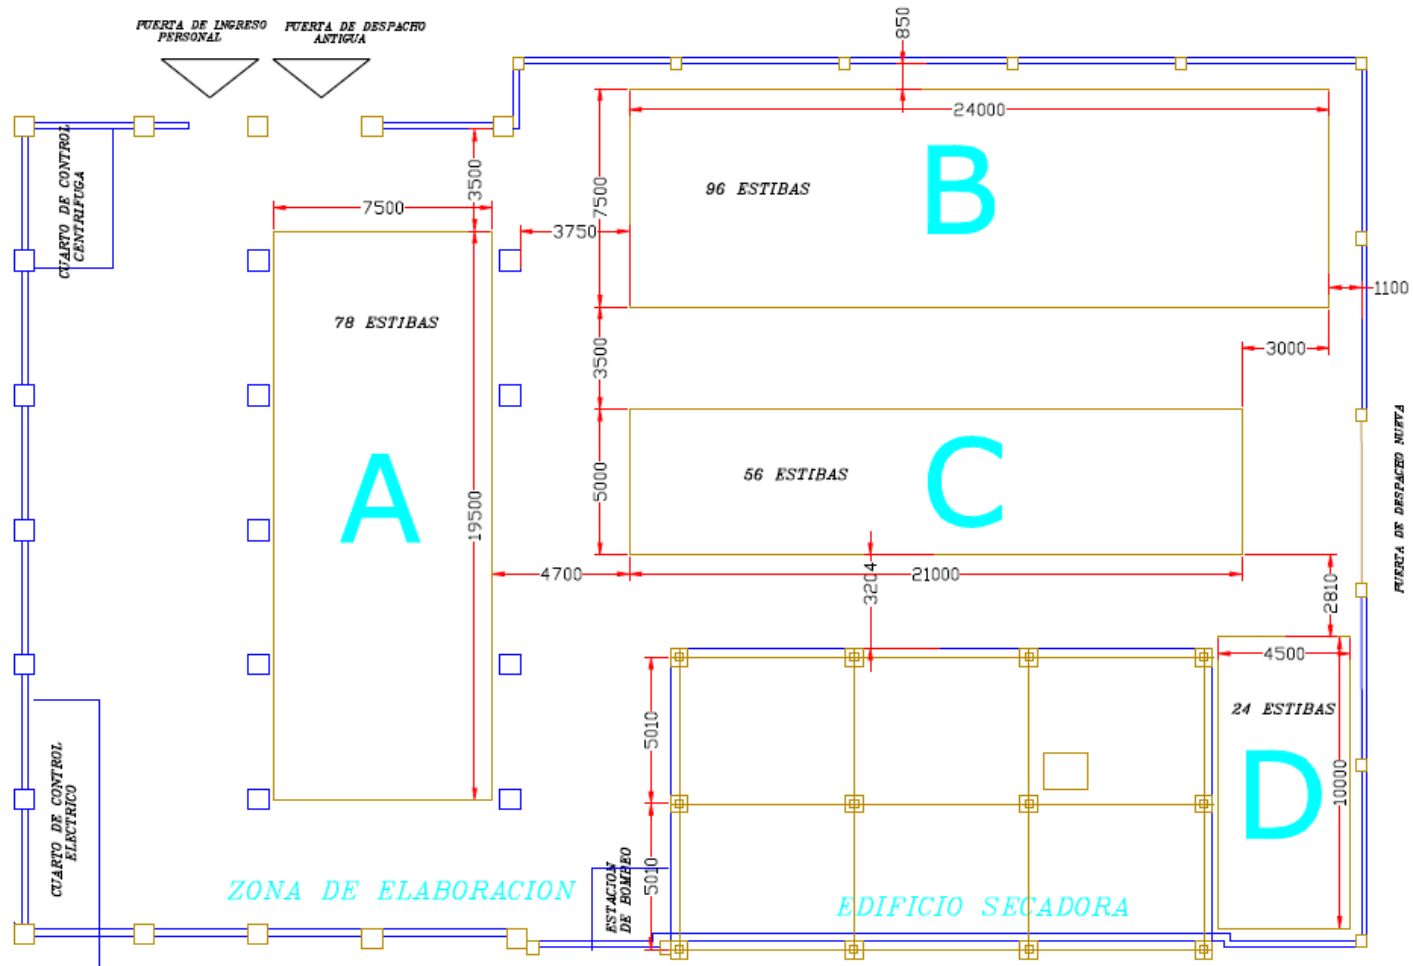 PUERTA DE INGRESO
PERSONAL
PUERTA DE DESPACHO
ANTIGUA
850
24000
B
96 ESTIBAS
7500
3500
7500
3750
CUARTO DE CONTROL
CENTRIFUGA
1100
78 ESTIBAS
3500
3000
A
19500
5000
56 ESTIBAS
C
PUERTA DE DESPACHO NUEVA
4700
21000
3204
2810
4500
24 ESTIBAS
D
10000
5010
5010
CUARTO DE CONTROL
ELECTRICO
ZONA DE ELABORACION
ESTACION
DE BOMBEO
EDIFICIO SECADORA